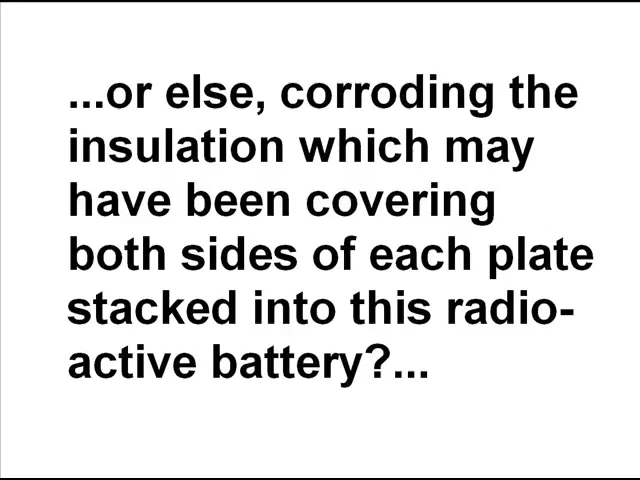 ...or else, corroding the
insulation which may
have been covering
both sides of each plate
stacked into this radio-
active battery?...